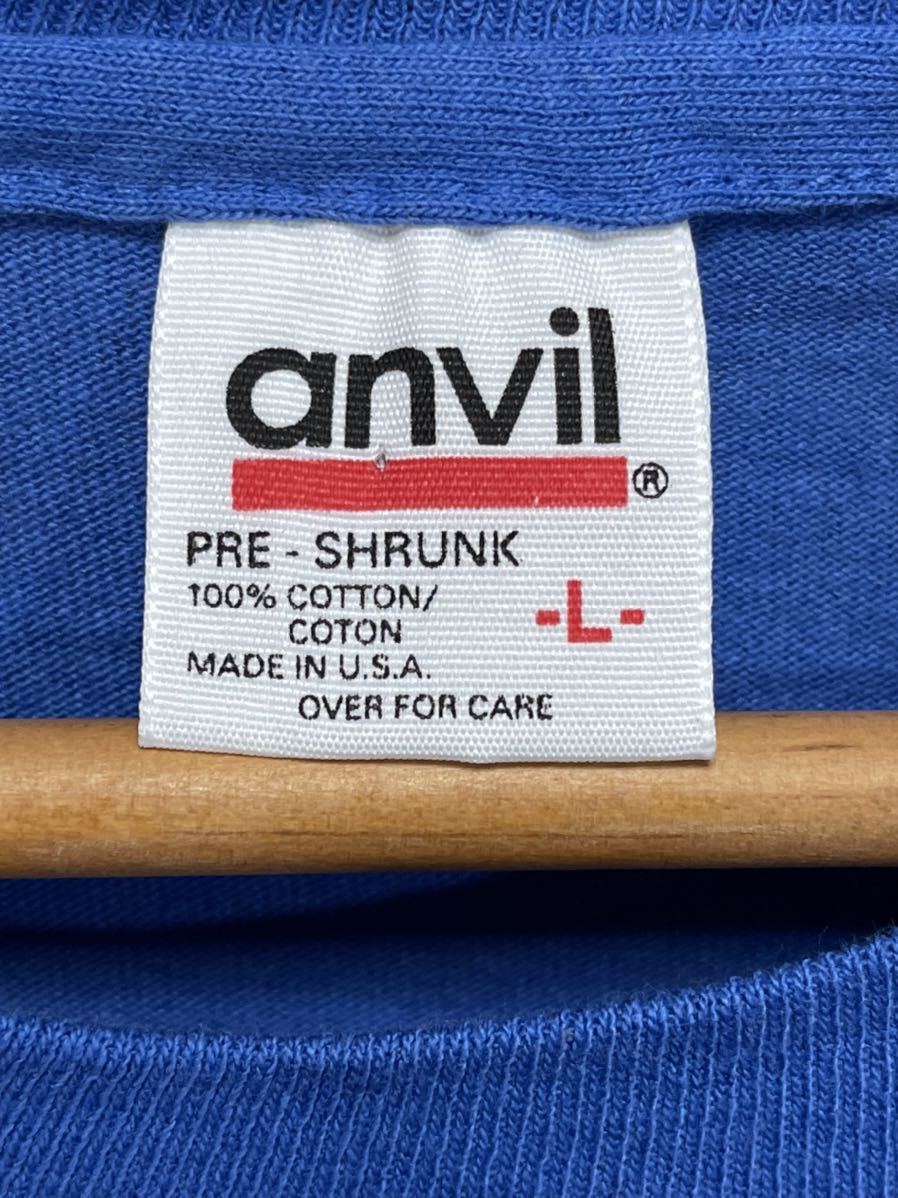 anvil
®
PRE - SHRUNK
100% COTTON/
COTON
-L-
MADE IN U.S.A.
OVER FOR CARE